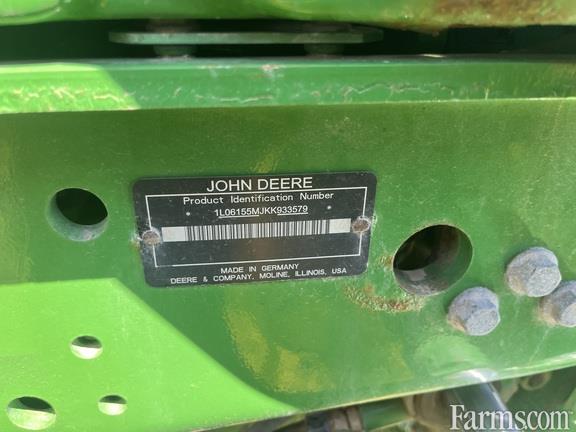 JOHN DEERE
Product Identification Number
1L06155MJKK933579
MADE IN GERMANY
DEERE & COMPANY, MOLINE, ILLINOIS, USA
Farms.com